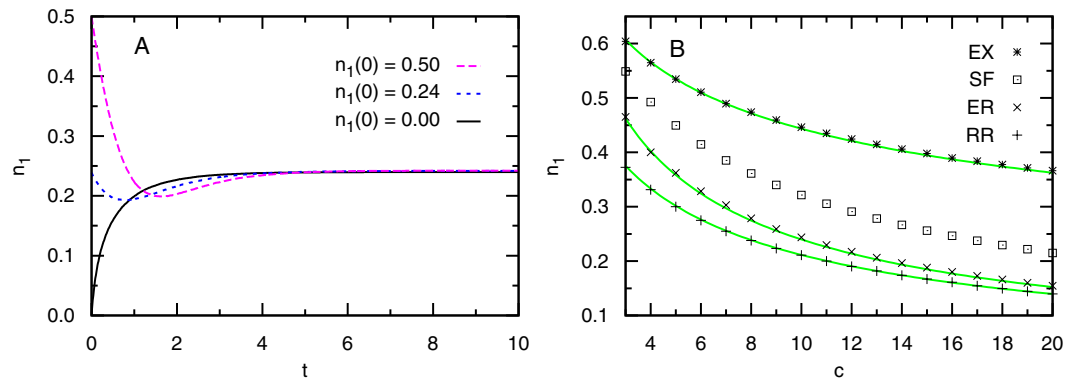 A
n1(0) = 0.50
n1(0) = 0.24
n1(0) = 0.00
0.5
0.4
0.3
0.2
0.1
0.0
n1
0 2 4 6 8 10
t
B
EX
SF
ER
RR
0.6
0.5
0.4
0.3
0.2
0.1
n1
4 6 8 10 12 14 16 18 20
c